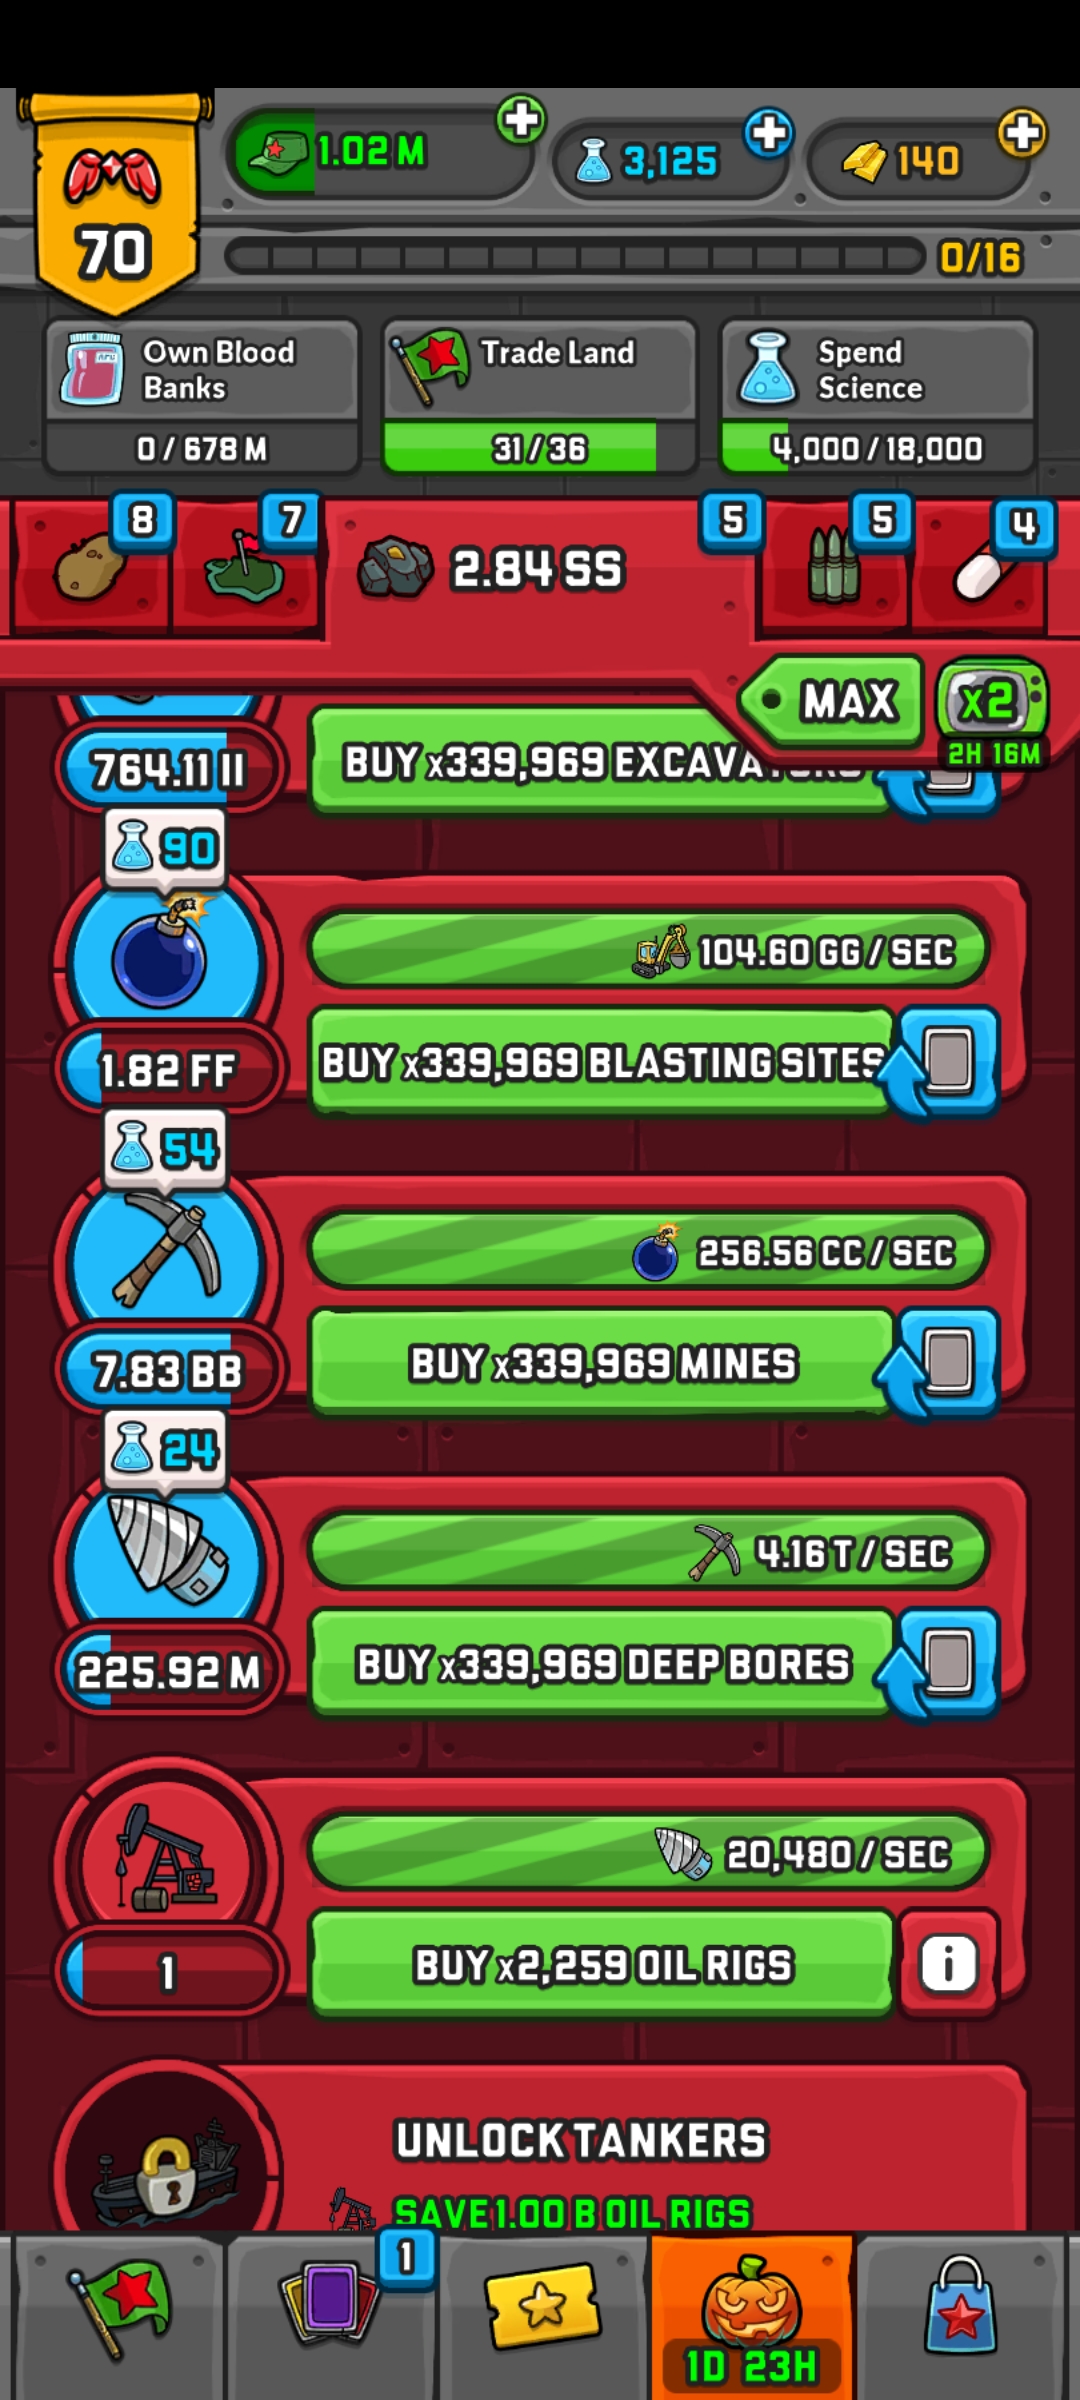 70
1.02 M
3,125
140
0/16
Own Blood
Banks
0 / 678 M
Trade Land
31 / 36
Spend
Science
4,000 / 18,000
8
7
2.84 SS
5
5
4
MAX
x2
2H 16M
764.11 II
BUY x339,969
90
104.60 GG / SEC
1.82 FF
BUY x339,969 BLASTING SITES
54
256.56 CC / SEC
7.83 BB
BUY x339,969 MINES
24
4.16 T / SEC
225.92 M
BUY x339,969 DEEP BORES
20,480 / SEC
1
BUY x2,259 OIL RIGS
i
UNLOCK TANKERS
SAVE 1.00 B OIL RIGS
1
1D 23H